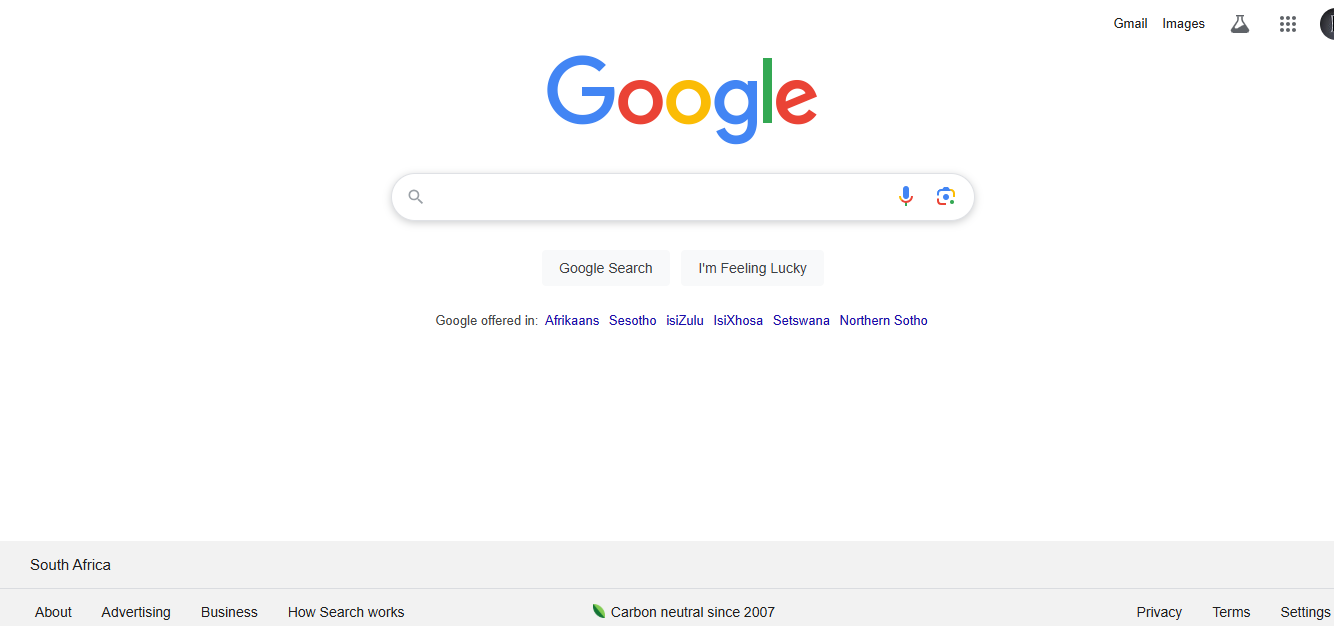 Gmail Images
Google
Google Search I'm Feeling Lucky
Google offered in: Afrikaans Sesotho isiZulu IsiXhosa Setswana Northern Sotho
South Africa
About Advertising Business How Search works Carbon neutral since 2007 Privacy Terms Settings